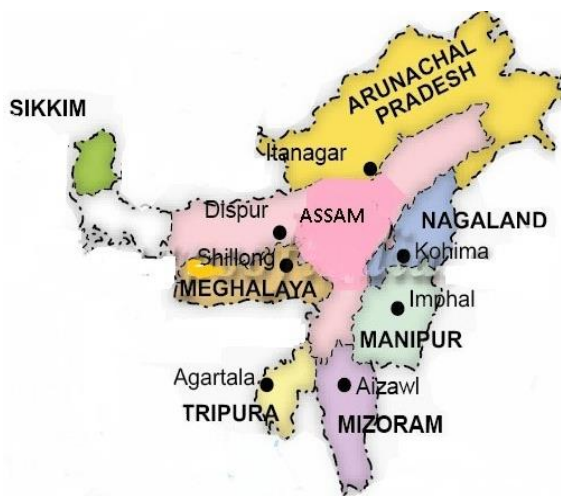 ARUNACHAL
PRADESH
SIKKIM
Itanagar
Dispur
ASSAM
NAGALAND
Shillong
Kohima
MEGHALAYA
Imphal
MANIPUR
Agartala
Aizawl
TRIPURA
MIZORAM